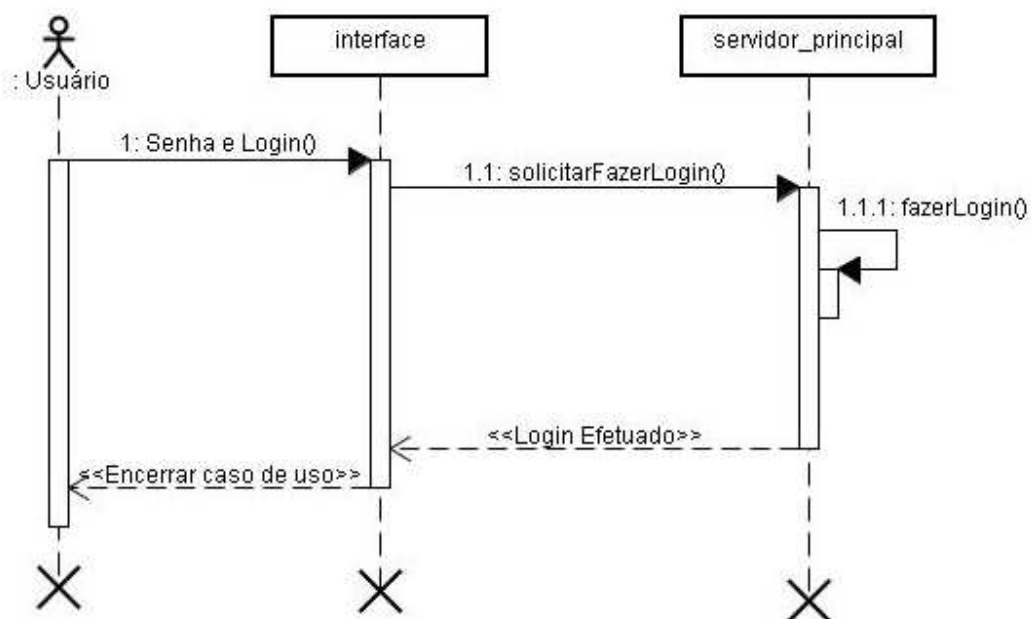 interface
servidor_principal
: Usuário
1: Senha e Login()
1.1: solicitarFazerLogin()
1.1.1: fazerLogin()
<<Login Efetuado>>
<<Encerrar caso de uso>>